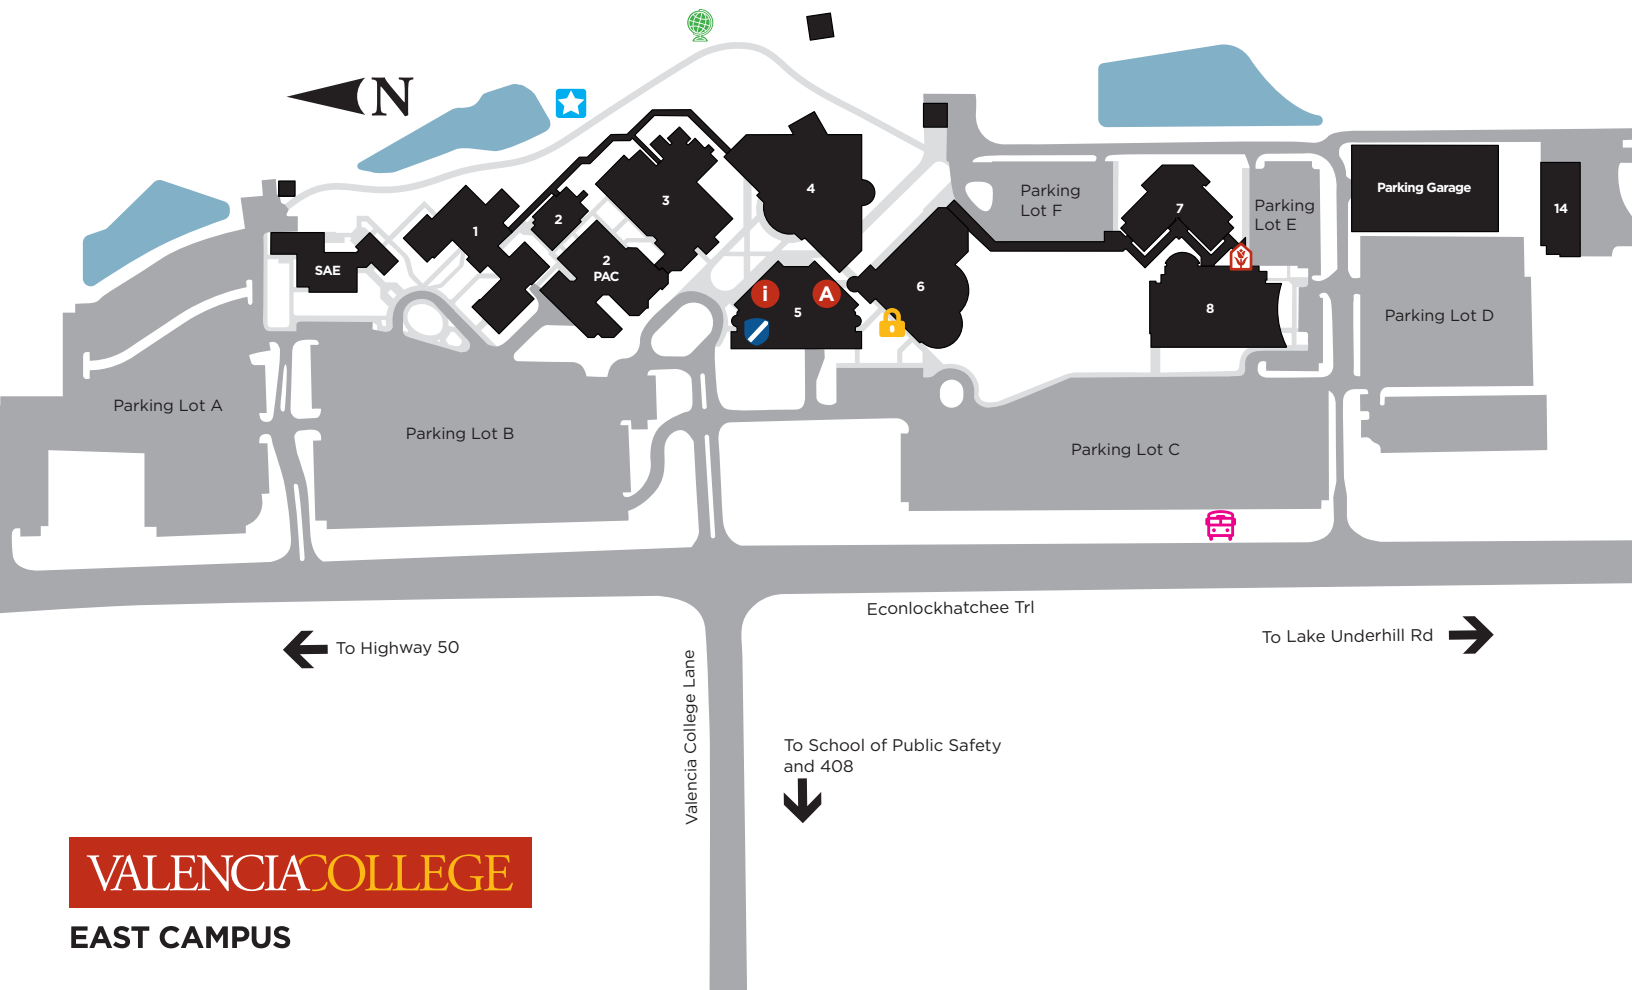 N
1
2
3
4
SAE
2
PAC
5
i
A
6
7
8
14
Parking
Lot F
Parking
Lot E
Parking Garage
Parking Lot D
Parking Lot A
Parking Lot B
Parking Lot C
Econlockhatchee Trl
To Highway 50
To Lake Underhill Rd
Valencia College Lane
To School of Public Safety
and 408
VALENCIACOLLEGE
EAST CAMPUS